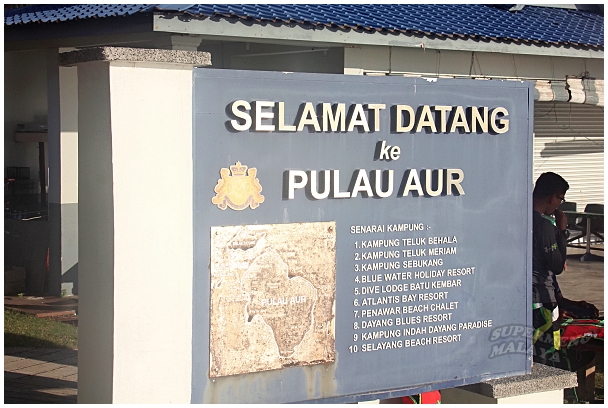 SELAMAT DATANG
ke
PULAU AUR
SENARAI KAMPUNG :-
1. KAMPUNG TELUK BEHALA
2. KAMPUNG TELUK MERIAM
3. KAMPUNG SEBUKANG
4. BLUE WATER HOLIDAY RESORT
5. DIVE LODGE BATU KEMBAR
6. ATLANTIS BAY RESORT
7. PENAWAR BEACH CHALET
8. DAYANG BLUES RESORT
9 KAMPUNG INDAH DAYANG PARADISE
10 SELAYANG BEACH RESORT
PULAU AUR